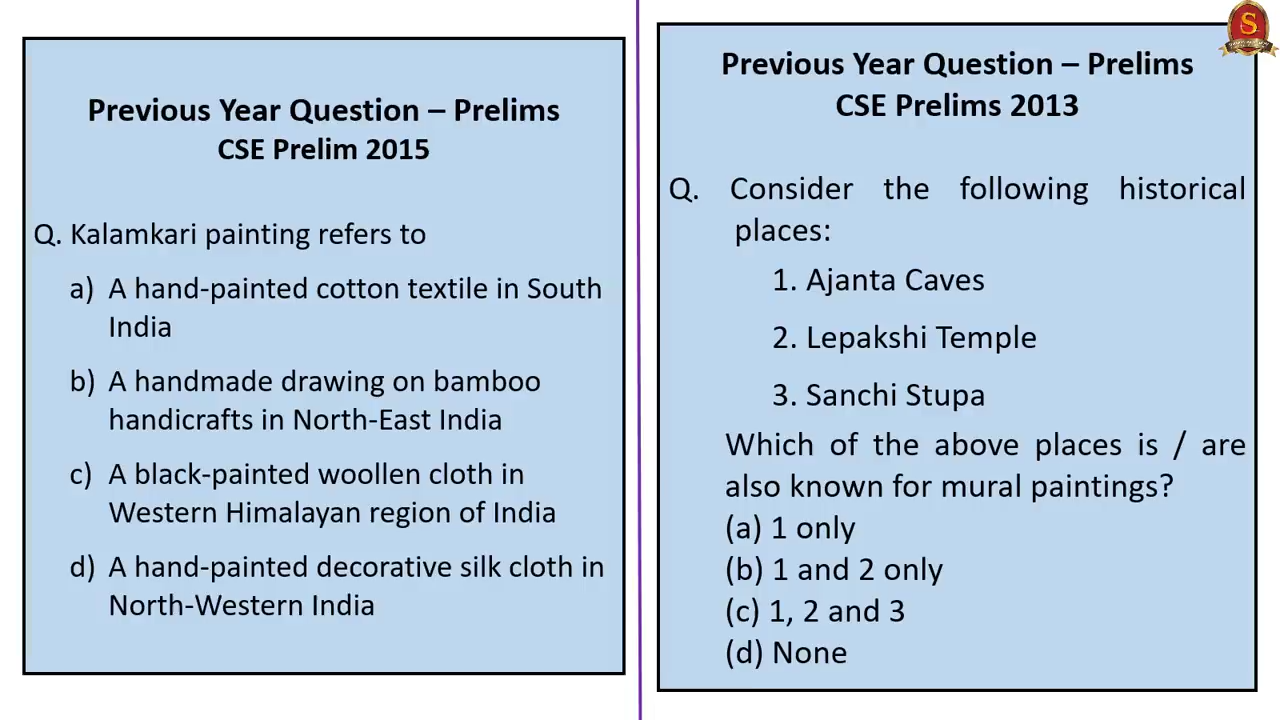 Previous Year Question – Prelims
CSE Prelim 2015
Q. Kalamkari painting refers to
a) A hand-painted cotton textile in South
India
b) A handmade drawing on bamboo
handicrafts in North-East India
c) A black-painted woollen cloth in
Western Himalayan region of India
d) A hand-painted decorative silk cloth in
North-Western India
Previous Year Question – Prelims
CSE Prelims 2013
Q. Consider the following historical
places:
1. Ajanta Caves
2. Lepakshi Temple
3. Sanchi Stupa
Which of the above places is / are
also known for mural paintings?
(a) 1 only
(b) 1 and 2 only
(c) 1, 2 and 3
(d) None
S